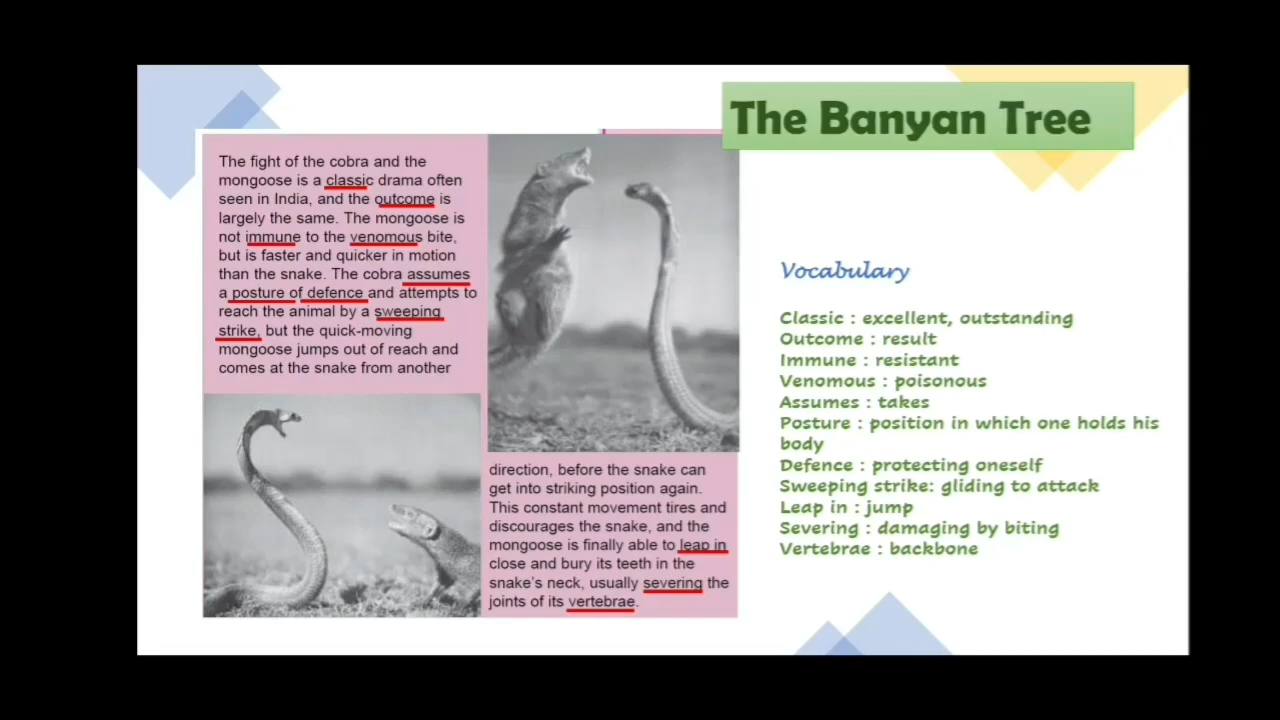 The Banyan Tree
The fight of the cobra and the
mongoose is a classic drama often
seen in India, and the outcome is
largely the same. The mongoose is
not immune to the venomous bite,
but is faster and quicker in motion
than the snake. The cobra assumes
a posture of defence and attempts to
reach the animal by a sweeping
strike, but the quick-moving
mongoose jumps out of reach and
comes at the snake from another
direction, before the snake can
get into striking position again.
This constant movement tires and
discourages the snake, and the
mongoose is finally able to leap in
close and bury its teeth in the
snake's neck, usually severing the
joints of its vertebrae.
Vocabulary
Classic : excellent, outstanding
Outcome : result
Immune : resistant
Venomous : poisonous
Assumes : takes
Posture : position in which one holds his
body
Defence : protecting oneself
Sweeping strike: gliding to attack
Leap in : jump
Severing : damaging by biting
Vertebrae : backbone